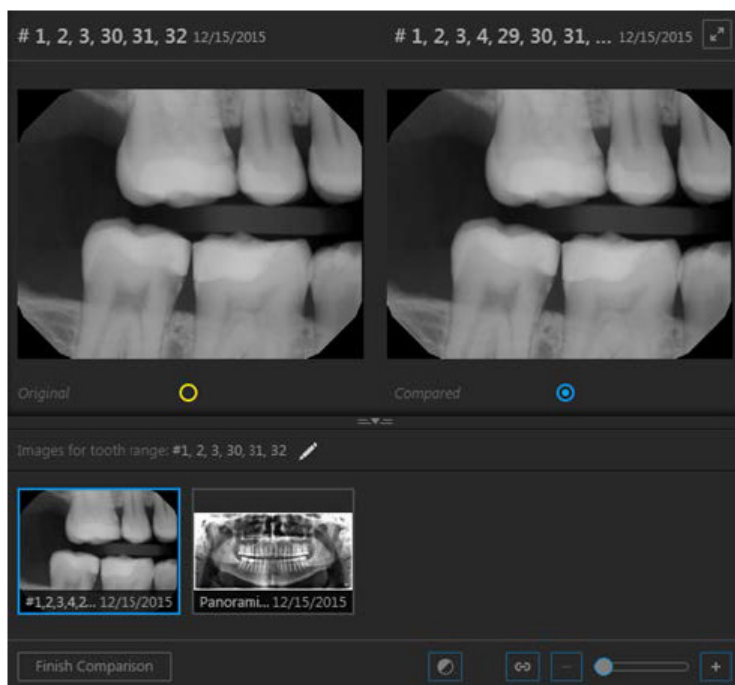 # 1, 2, 3, 30, 31, 32 12/15/2015
# 1, 2, 3, 4, 29, 30, 31, ... 12/15/2015
Original
Compared
Images for tooth range: #1, 2, 3, 30, 31, 32
#1,2,3,4,2... 12/15/2015
Panorami... 12/15/2015
Finish Comparison